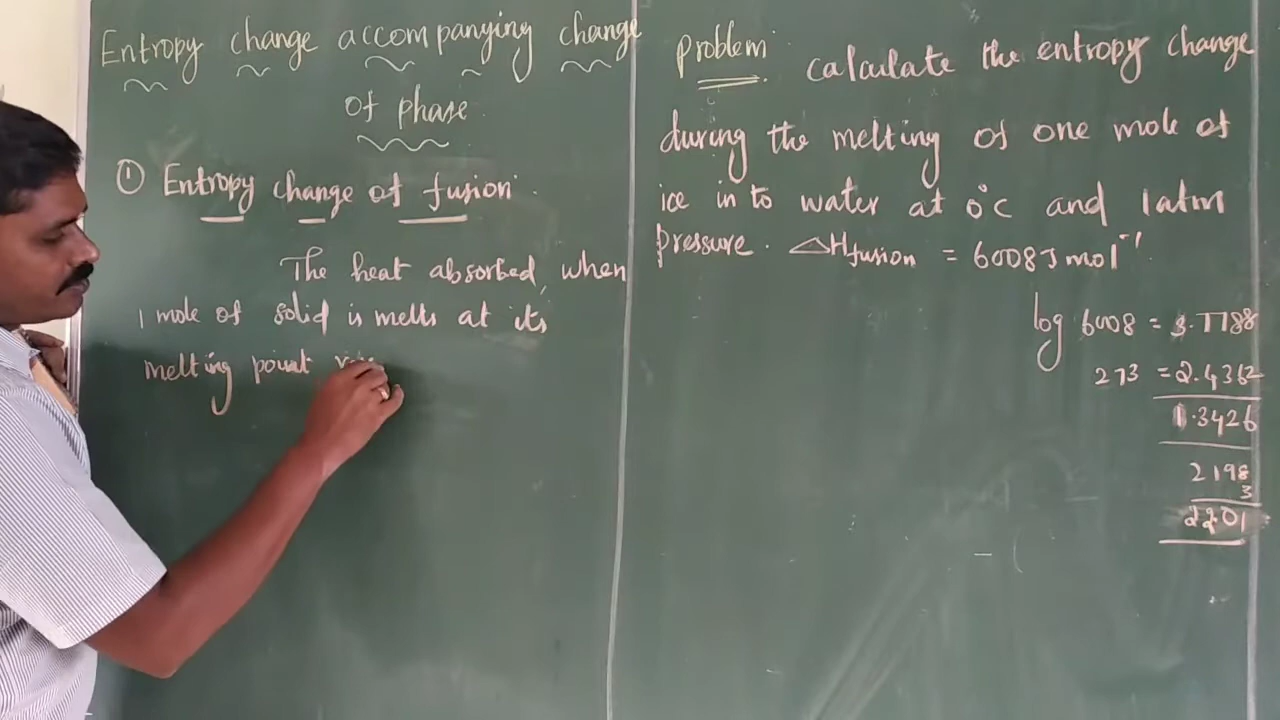 Entropy change accompanying change
of phase
① Entropy change of fusion.
The heat absorbed, when
1 mole of solid is melts at its
melting point
Problem
calculate the entropy change
during the melting of one mole of
ice in to water at 0°C and 1atm
pressure. △Hfusion = 6008 J mol⁻¹.
log 6008 = 3.7788
273 = 2.4362
1.3426
2198
3
2201